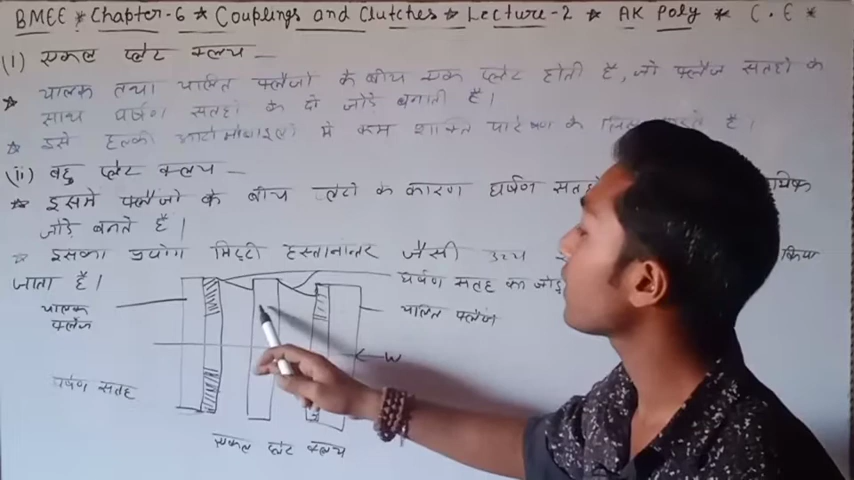 BMEE * Chapter-6 * Couplings and Clutches * Lecture-2 * AK Poly * C.E *
(i) एकल प्लेट क्लच —
* चालक तथा चालित फ्लैंजो के बीच एक प्लेट होती है, जो फ्लैंज सतहो के
साथ घर्षण सतहो के दो जोड़े बनाती है।
* इसे हल्की आटोमोबाइलो मे कम शक्ति पारेषण के
है।
(ii) बहु प्लेट क्लच —
* इसमे फ्लैंजो के बीच प्लेटो के कारण घर्षण
जोड़े बनते है।
* इसका प्रयोग मिट्टी हस्तानान्तर जैसी उच्च
किया
जाता है।
घर्षण सतह का जोड़ा
चालक
फ्लैंज
चालित फ्लैंज
W
घर्षण सतह
एकल प्लेट क्लच